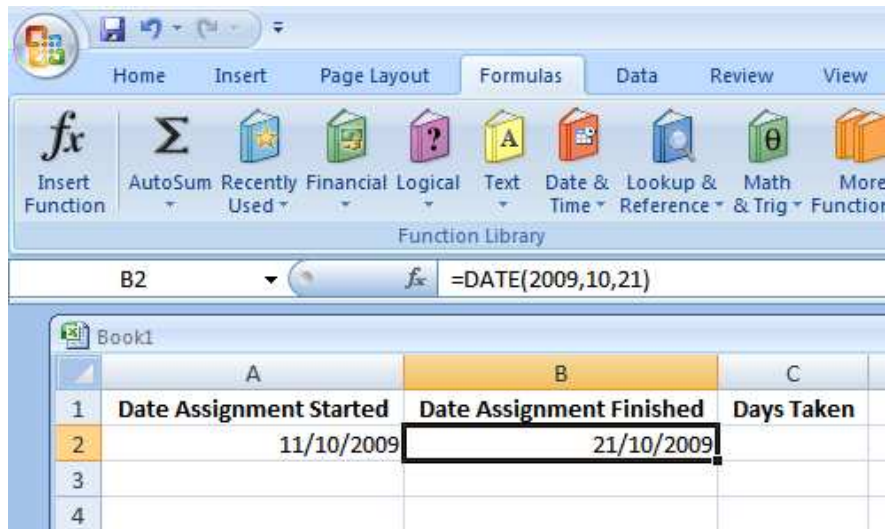 Home Insert Page Layout Formulas Data Review View
fx Σ ? A θ
Insert AutoSum Recently Financial Logical Text Date & Lookup & Math More
Function Used Time Reference & Trig Function
Function Library
B2 fx =DATE(2009,10,21)
Book1
A B C
1 Date Assignment Started Date Assignment Finished Days Taken
2 11/10/2009 21/10/2009
3
4